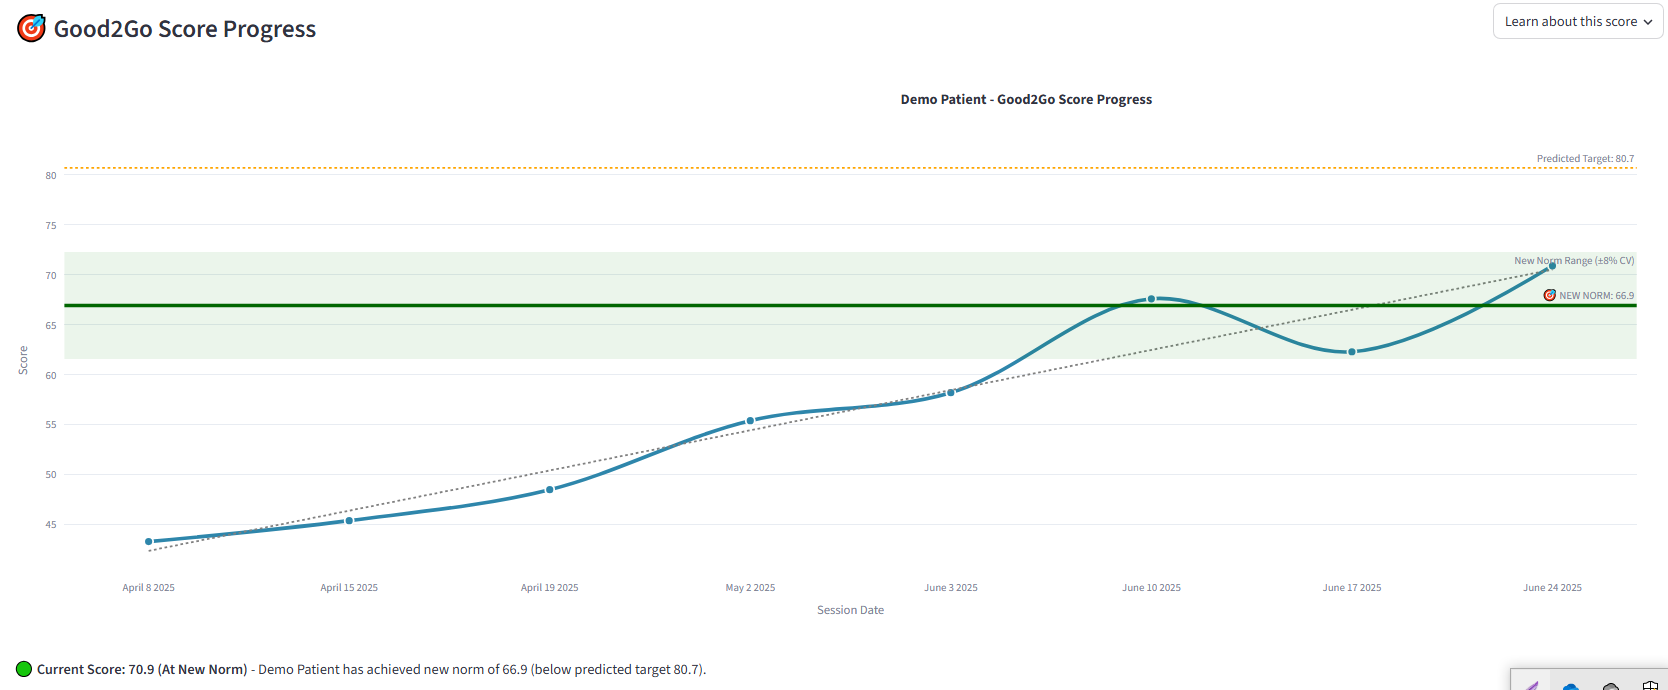 Good2Go Score Progress
Learn about this score
Demo Patient - Good2Go Score Progress
Predicted Target: 80.7
80
75
New Norm Range (±8% CV)
70
NEW NORM: 66.9
65
Score
60
55
50
45
April 8 2025
April 15 2025
April 19 2025
May 2 2025
June 3 2025
June 10 2025
June 17 2025
June 24 2025
Session Date
Current Score: 70.9 (At New Norm) - Demo Patient has achieved new norm of 66.9 (below predicted target 80.7).